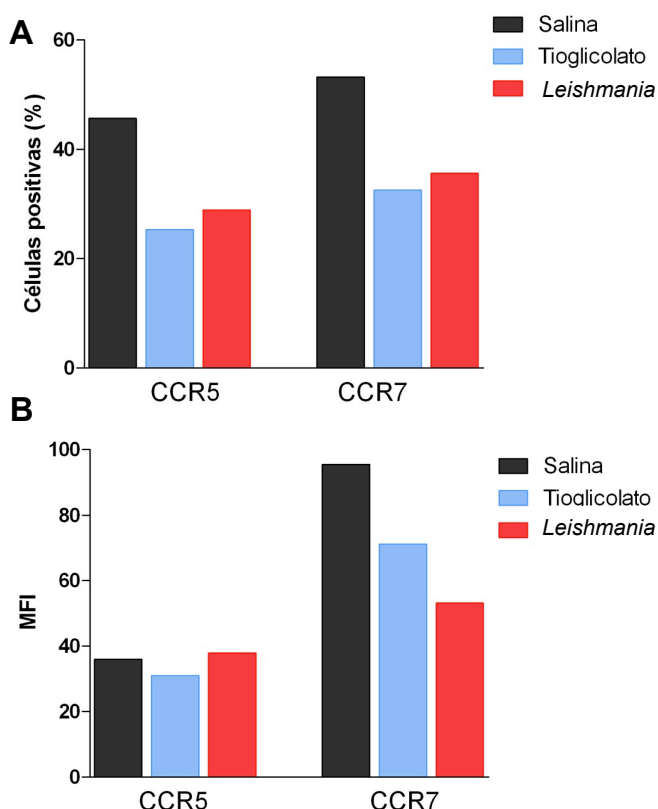 A
Células positivas (%)
60
40
20
0
CCR5
CCR7
Salina
Tioglicolato
Leishmania
B
MFI
100
80
60
40
20
0
CCR5
CCR7
Salina
Tioglicolato
Leishmania